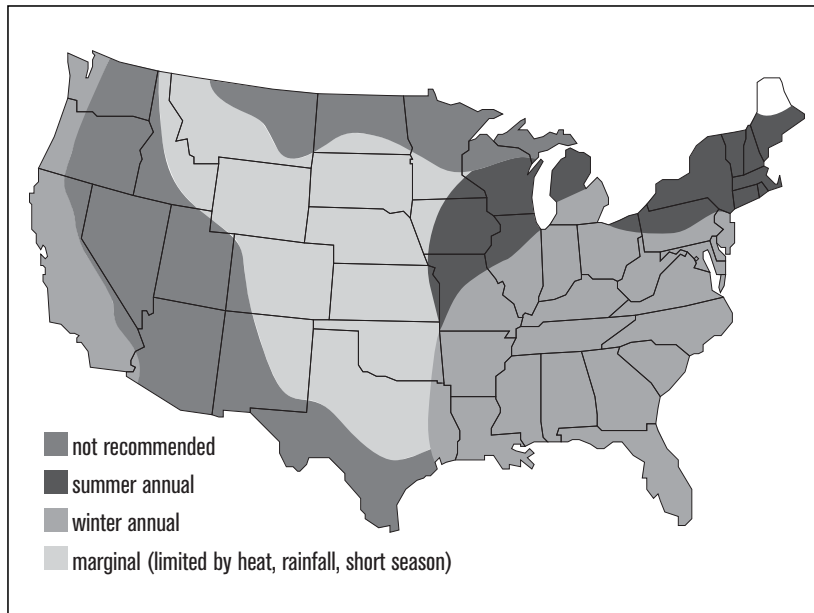 not recommended
summer annual
winter annual
marginal (limited by heat, rainfall, short season)